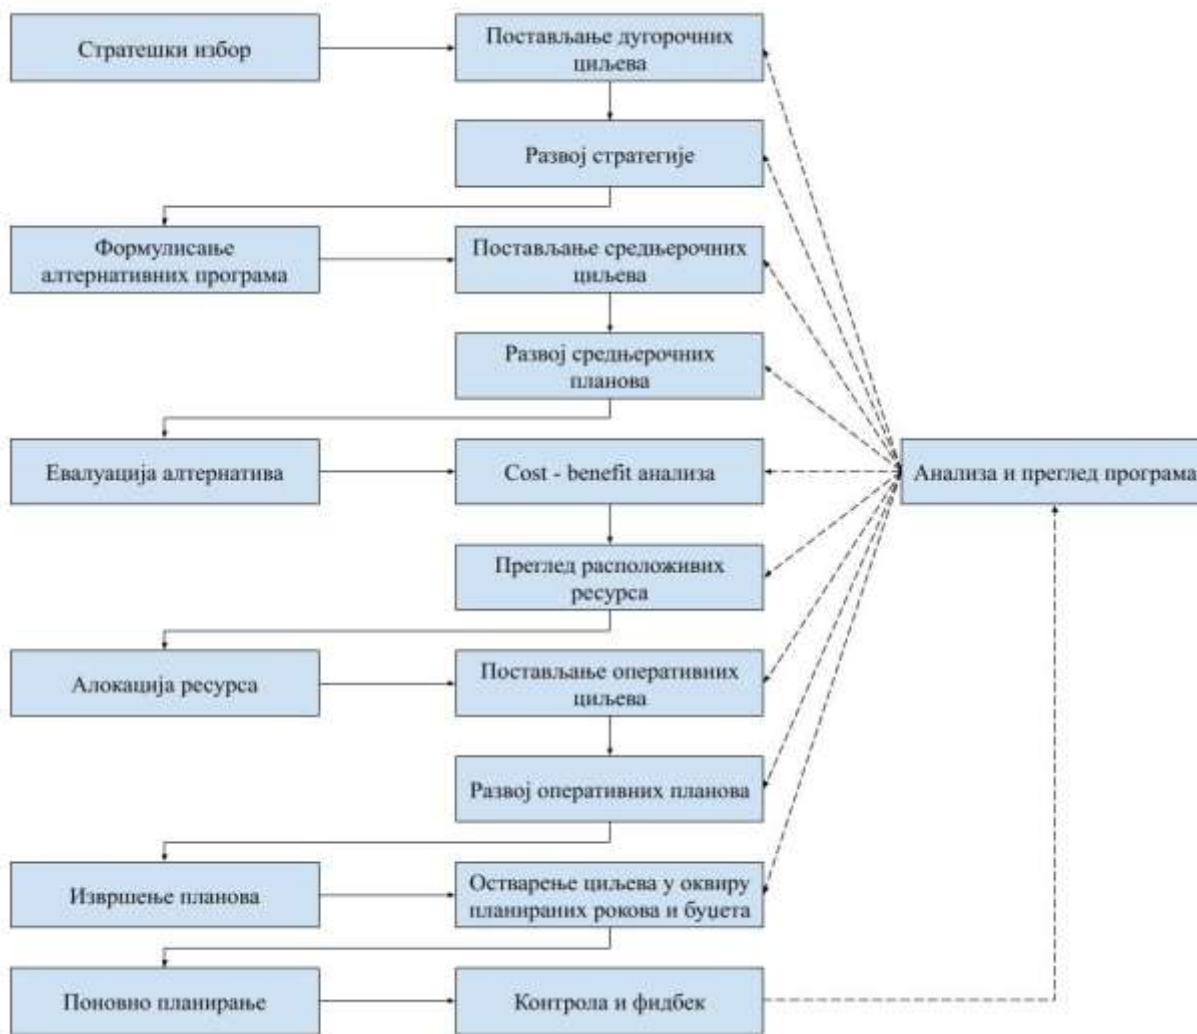 Стратешки избор
Постављање дугорочних
циљева
Развој стратегије
Формулисање
алтернативних програма
Постављање средњерочних
циљева
Развој средњерочних
планова
Евалуација алтернатива
Cost - benefit анализа
Анализа и преглед програма
Преглед расположивих
ресурса
Алокација ресурса
Постављање оперативних
циљева
Развој оперативних планова
Извршење планова
Остварење циљева у оквиру
планираних рокова и буџета
Поновно планирање
Контрола и фидбек